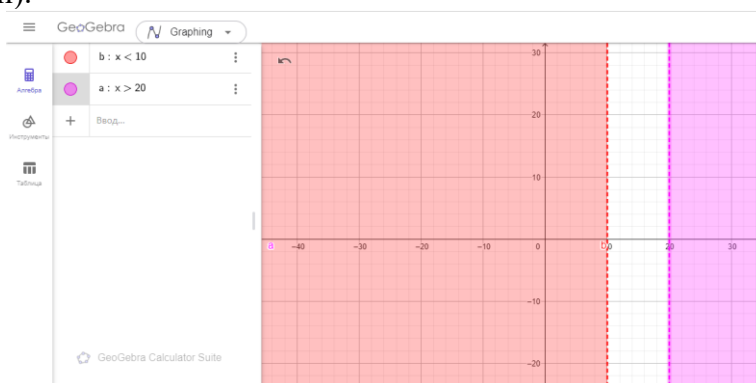 m).
GeoGebra
Graphing
b : x < 10
a : x > 20
Алгебра
Ввод...
Инструменты
Таблица
GeoGebra Calculator Suite
30
20
10
a -40 -30 -20 -10 0 b 20 30
-10
-20